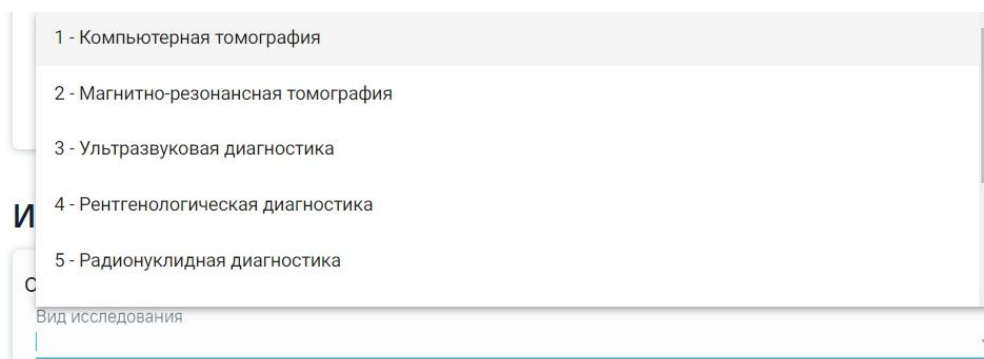 1 - Компьютерная томография
2 - Магнитно-резонансная томография
3 - Ультразвуковая диагностика
4 - Рентгенологическая диагностика
5 - Радионуклидная диагностика
Вид исследования